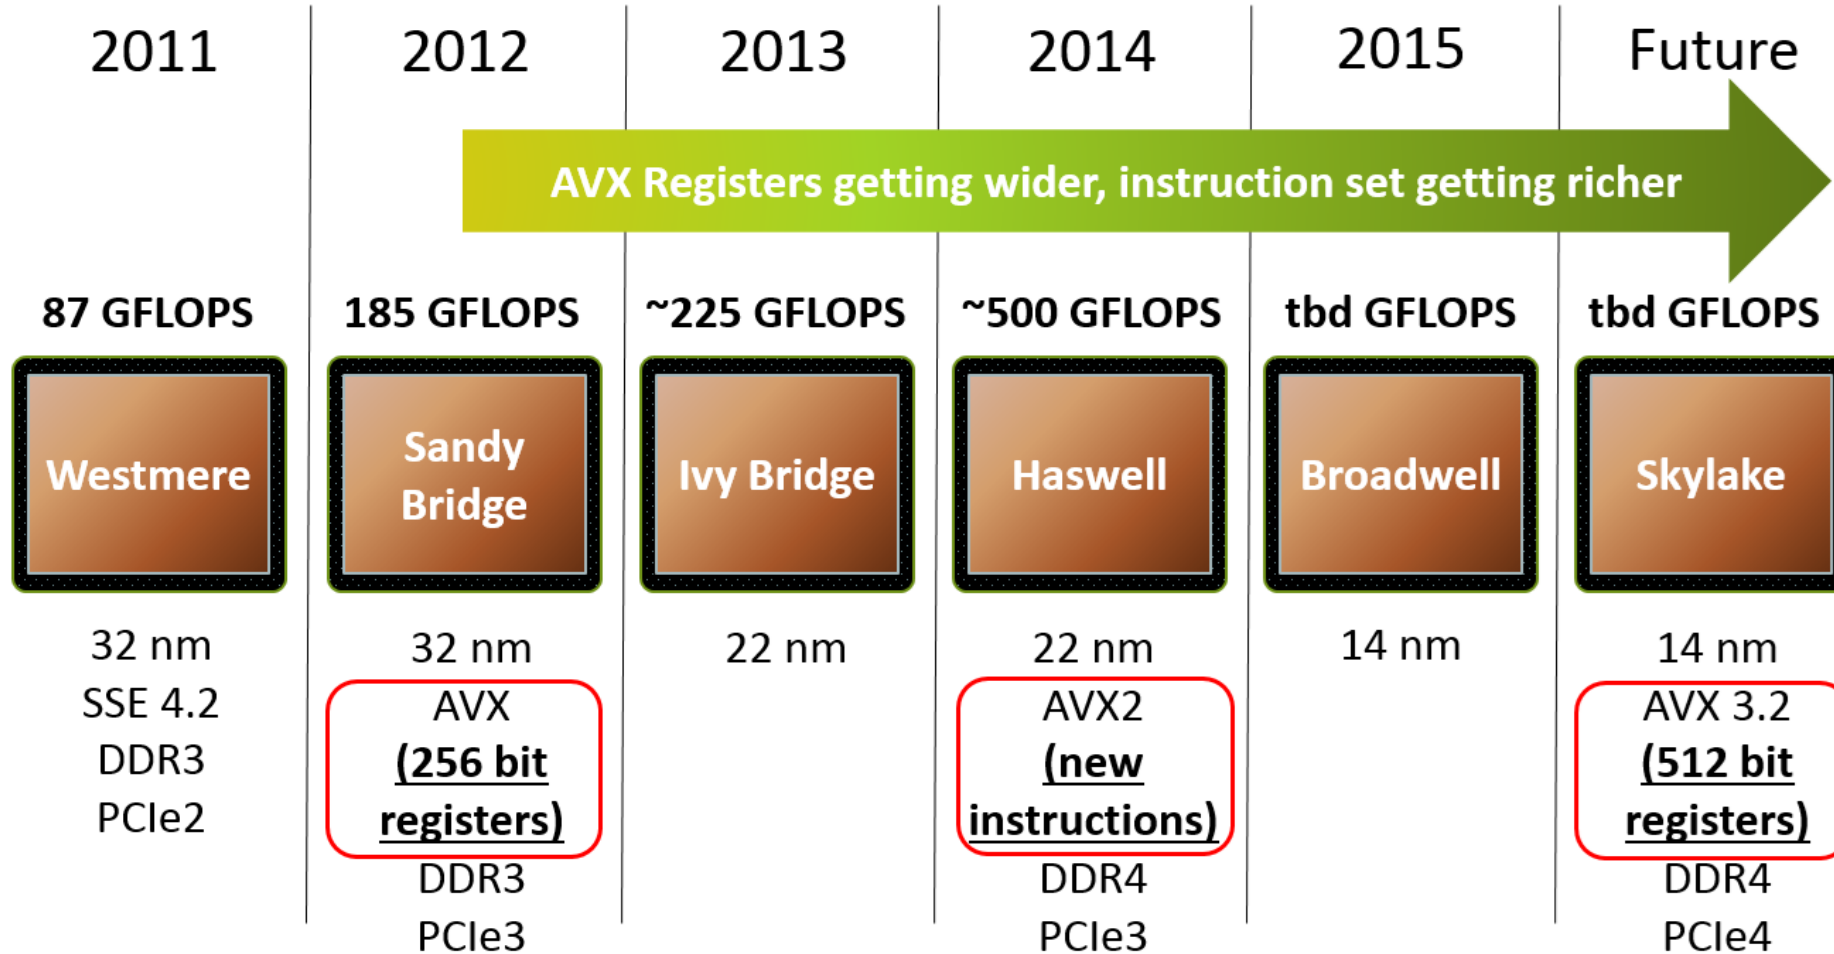 2011
2012
2013
2014
2015
Future
AVX Registers getting wider, instruction set getting richer
87 GFLOPS
185 GFLOPS
~225 GFLOPS
~500 GFLOPS
tbd GFLOPS
tbd GFLOPS
Westmere
Sandy
Bridge
Ivy Bridge
Haswell
Broadwell
Skylake
32 nm
SSE 4.2
DDR3
PCIe2
32 nm
AVX
(256 bit
registers)
DDR3
PCIe3
22 nm
22 nm
AVX2
(new
instructions)
DDR4
PCIe3
14 nm
14 nm
AVX 3.2
(512 bit
registers)
DDR4
PCIe4